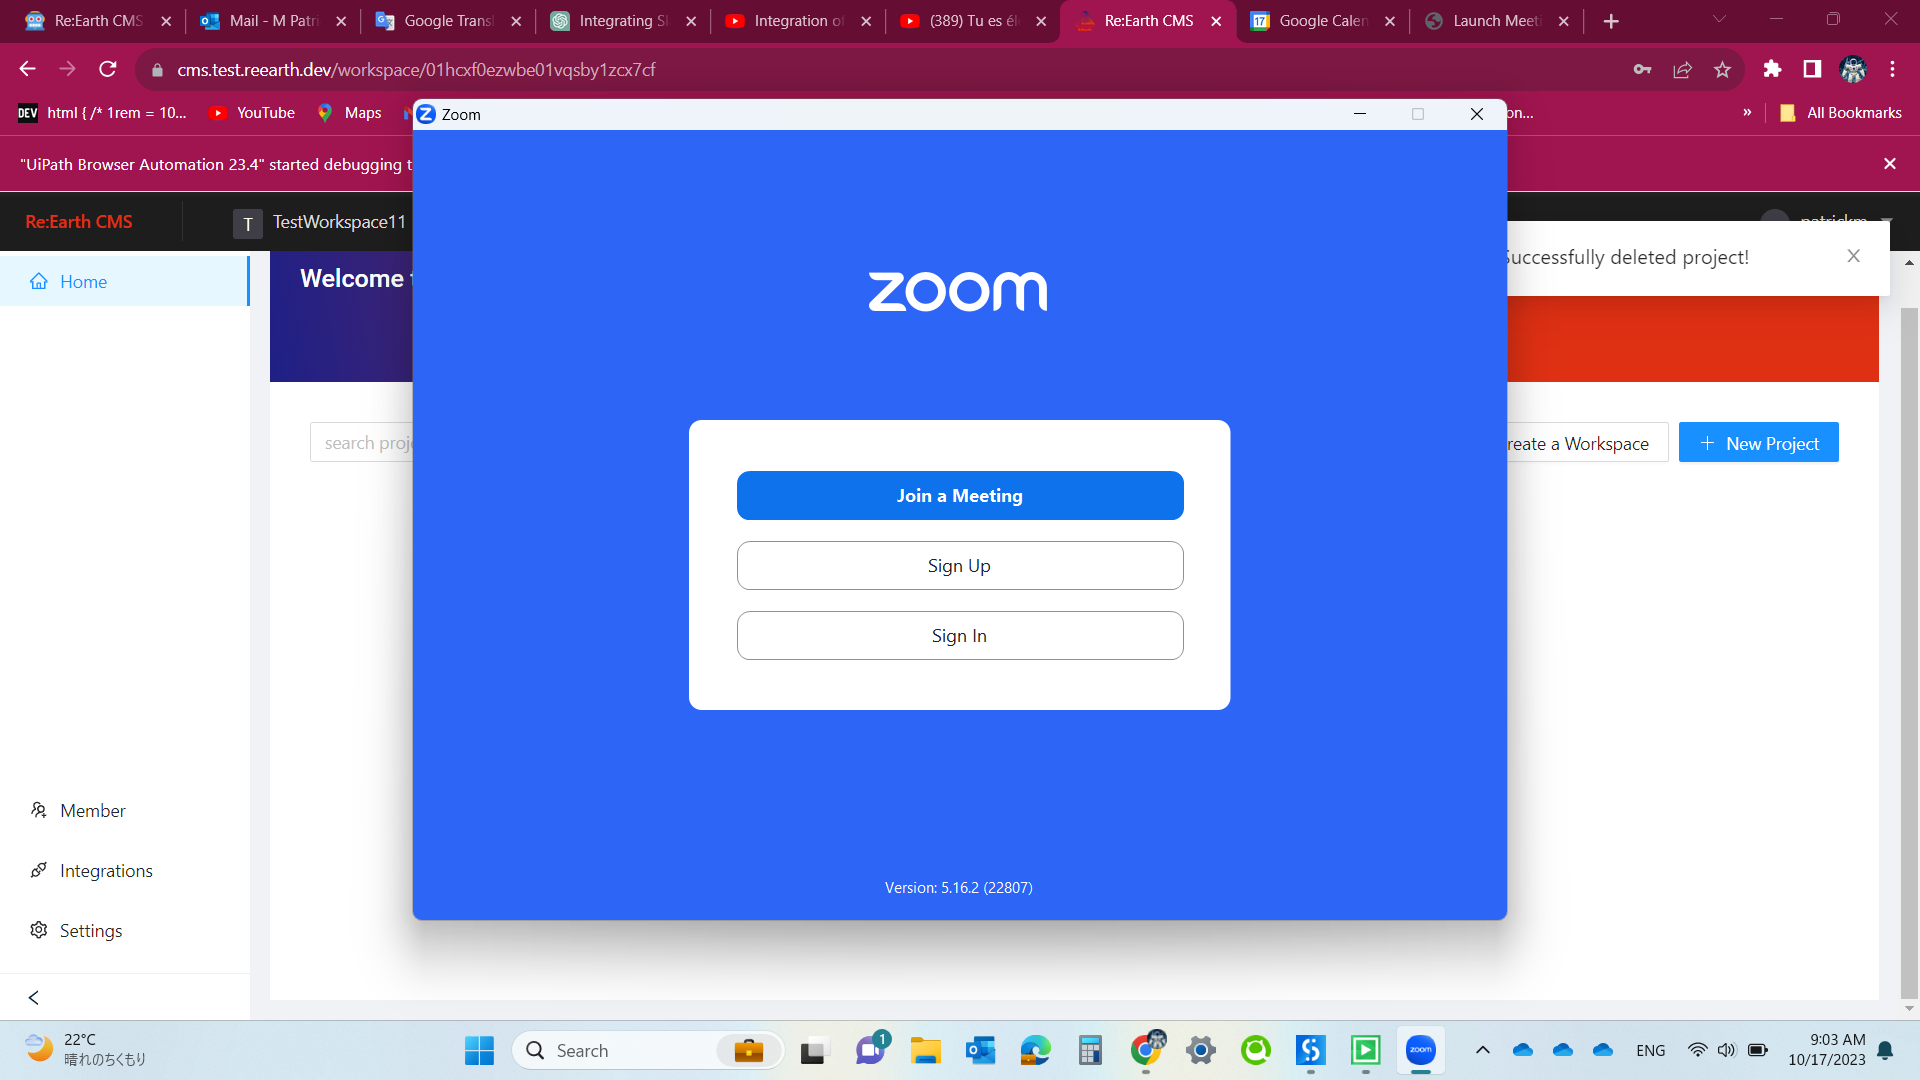 Re:Earth CMS
Mail - M Patri
Google Transl
Integrating Sl
Integration of
(389) Tu es éle
Re:Earth CMS
Google Calen
Launch Meeti
cms.test.reearth.dev/workspace/01hcxf0ezwbe01vqsby1zcx7cf
DEV html { /* 1rem = 10...
YouTube
Maps
on...
»
All Bookmarks
Zoom
"UiPath Browser Automation 23.4" started debugging t
Re:Earth CMS
T TestWorkspace11
patrickm
Successfully deleted project!
Home
Welcome t
zoom
search proj
reate a Workspace
+ New Project
Join a Meeting
Sign Up
Sign In
Member
Integrations
Settings
Version: 5.16.2 (22807)
22°C
晴れのちくもり
Search
1
zoom
ENG
9:03 AM
10/17/2023